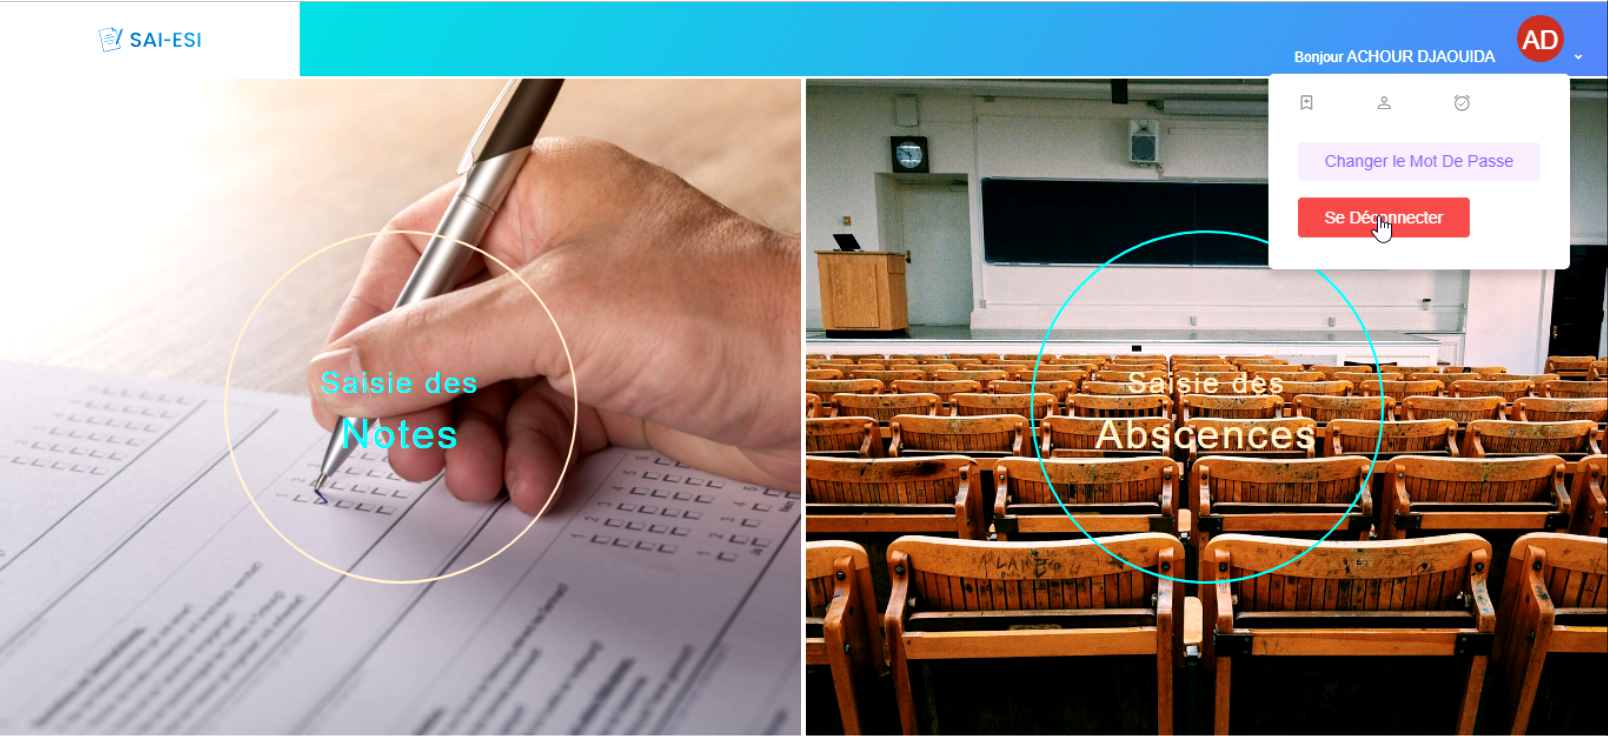 SAI-ESI
Bonjour ACHOUR DJAOUIDA
AD
Changer le Mot De Passe
Se Déconnecter
Saisie des
Notes
Saisie des
Abscences